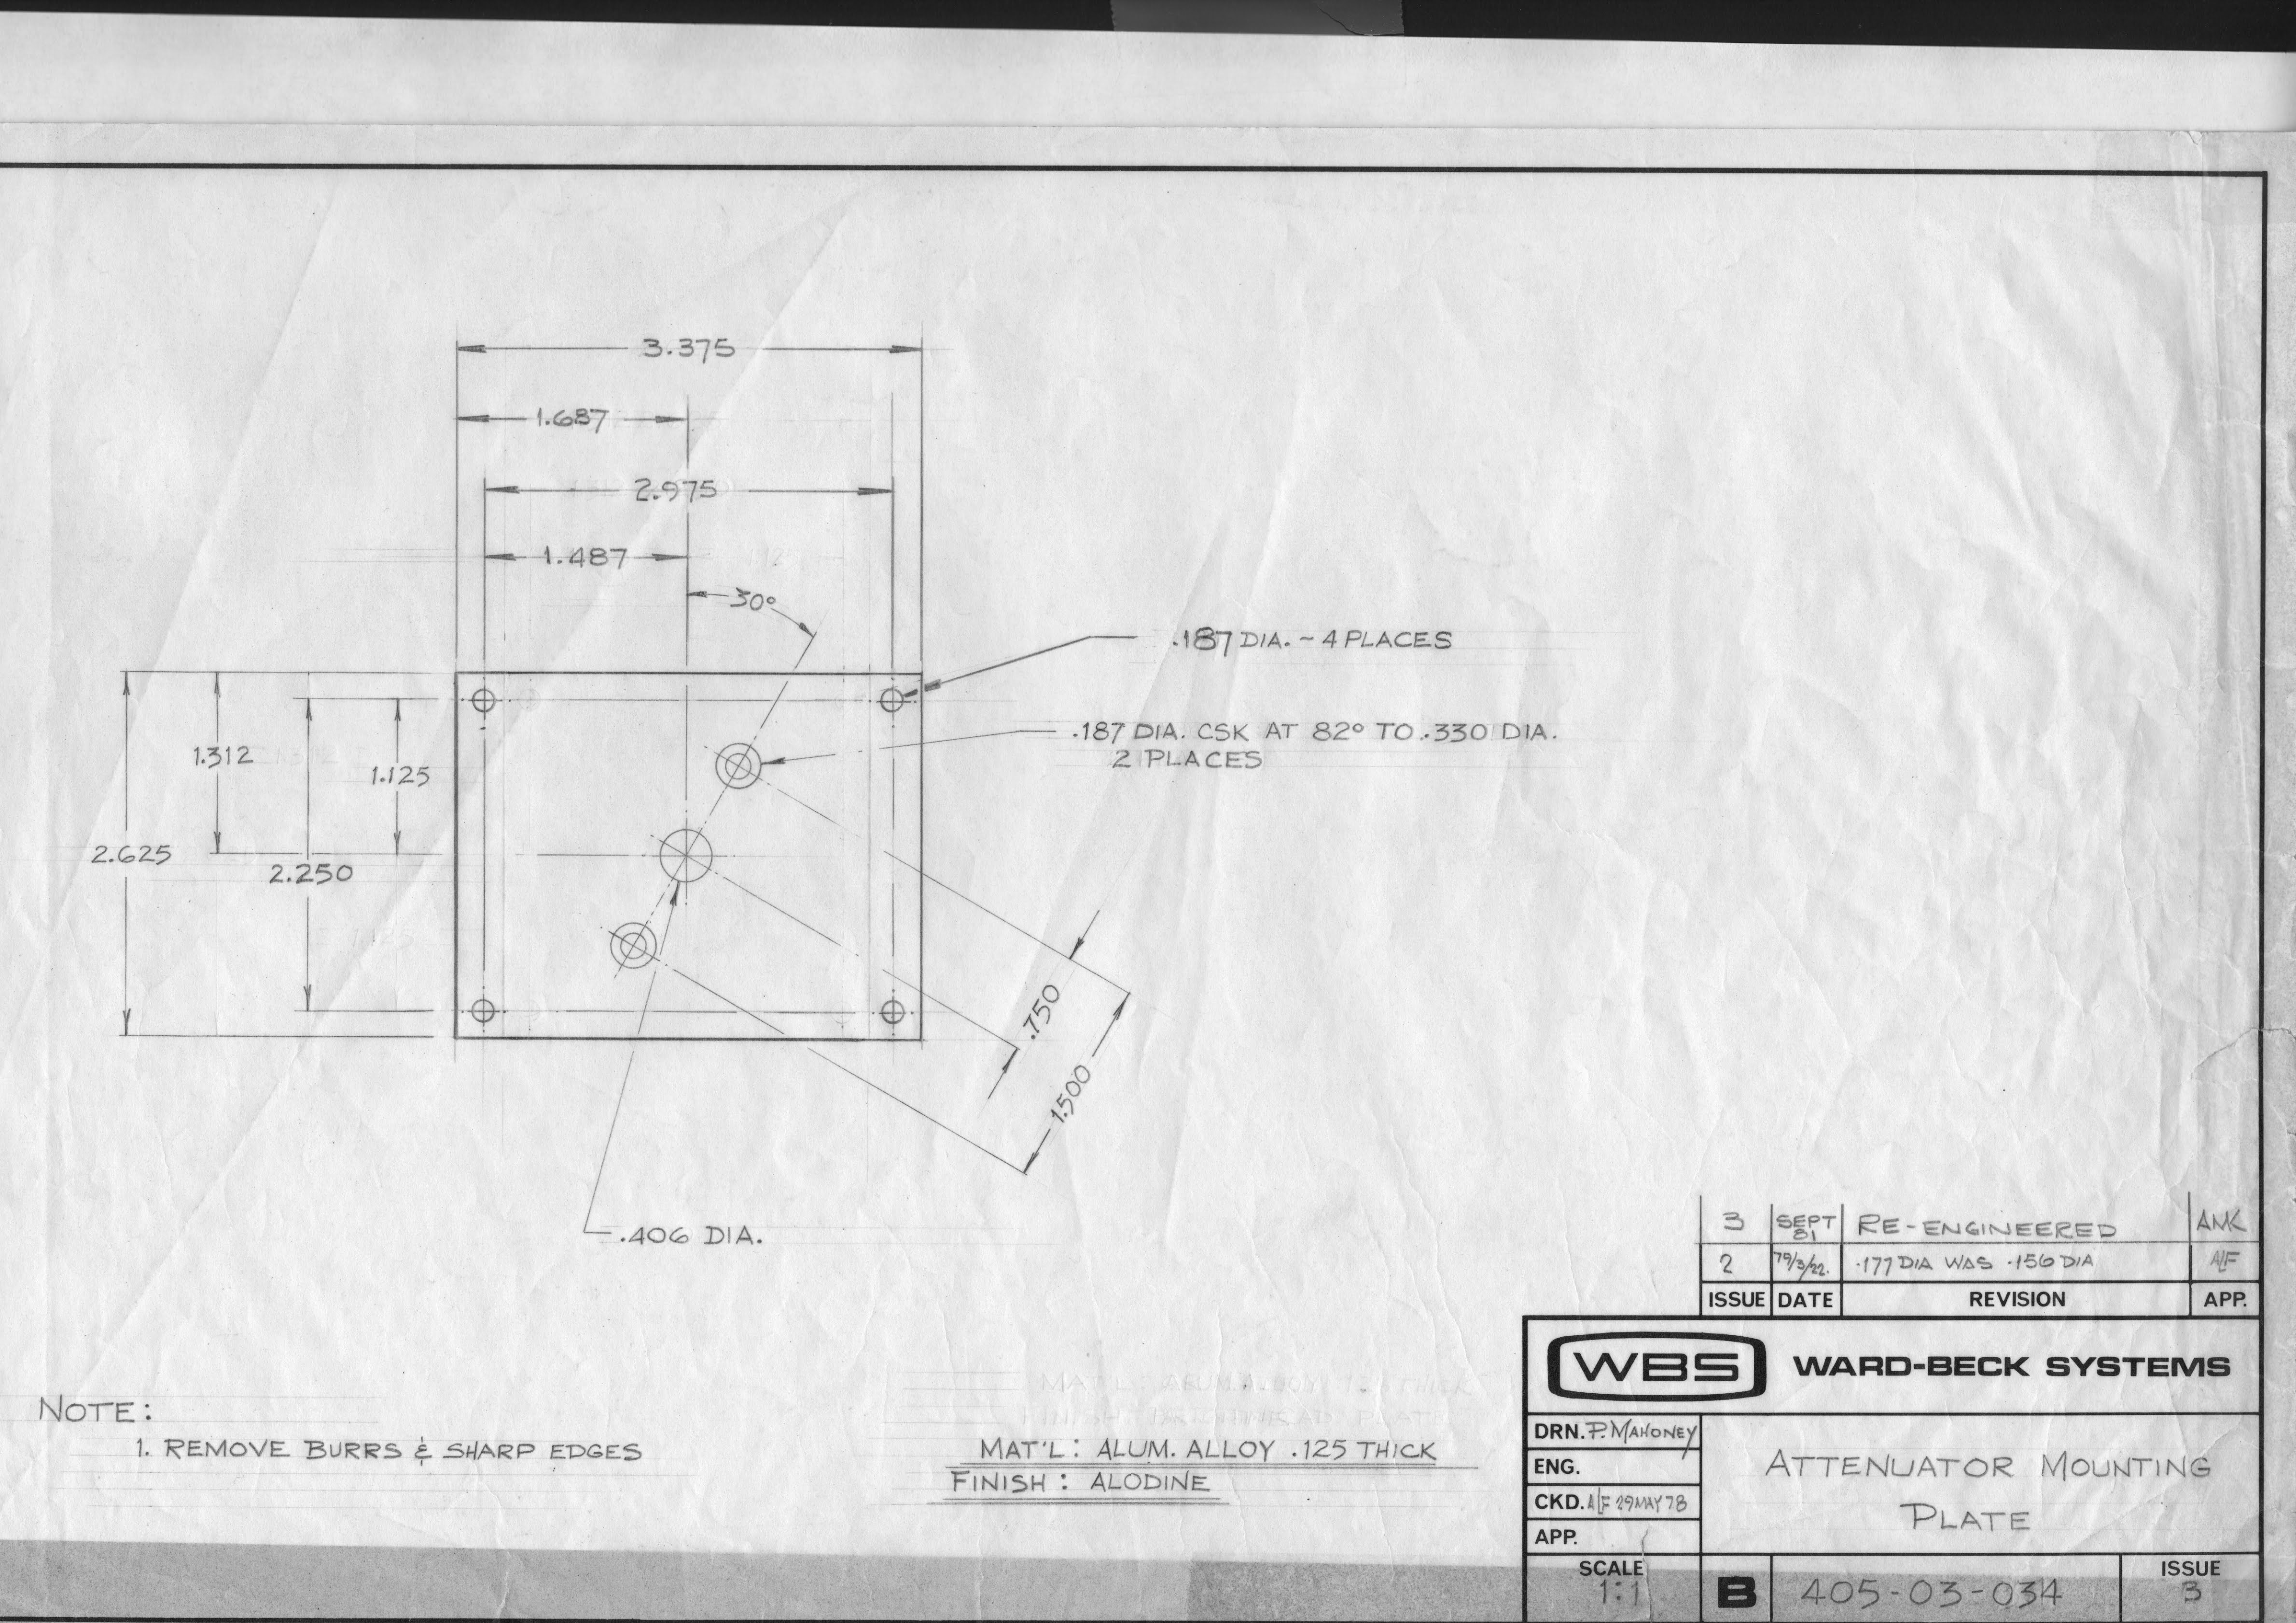 3.375
1.687
2.975
1.487
30°
.187 DIA. ~ 4 PLACES
.187 DIA. CSK AT 82° TO .330 DIA.
2 PLACES
1.312
1.125
2.625
2.250
.750
1.500
.406 DIA.
3 SEPT 81 RE-ENGINEERED AMK
2 79/3/22. .177 DIA WAS .156 DIA A/F
ISSUE DATE REVISION APP.
WBS WARD-BECK SYSTEMS
NOTE:
1. REMOVE BURRS & SHARP EDGES
MAT'L: ALUM. ALLOY .125 THICK
FINISH: ALODINE
DRN. P. MAHONEY
ENG.
CKD. A/F 29 MAY 78
APP.
ATTENUATOR MOUNTING
PLATE
SCALE
1:1
B
405-03-034
ISSUE
3